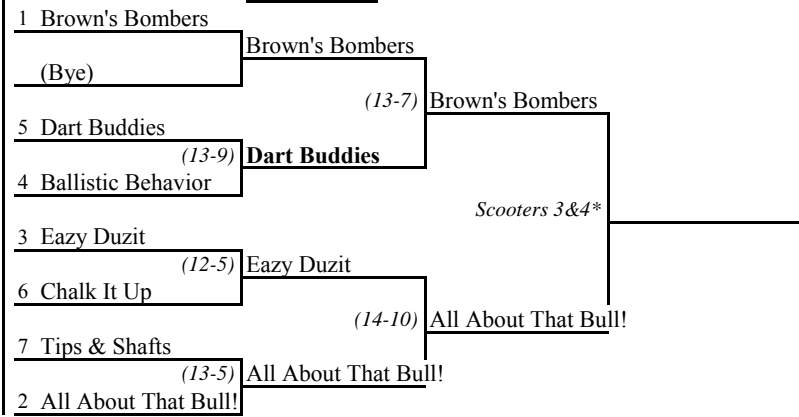 1 Brown's Bombers
Brown's Bombers
(Bye)
(13-7) Brown's Bombers
5 Dart Buddies
(13-9) Dart Buddies
4 Ballistic Behavior
Scooters 3&4*
3 Eazy Duzit
(12-5) Eazy Duzit
6 Chalk It Up
(14-10) All About That Bull!
7 Tips & Shafts
(13-5) All About That Bull!
2 All About That Bull!